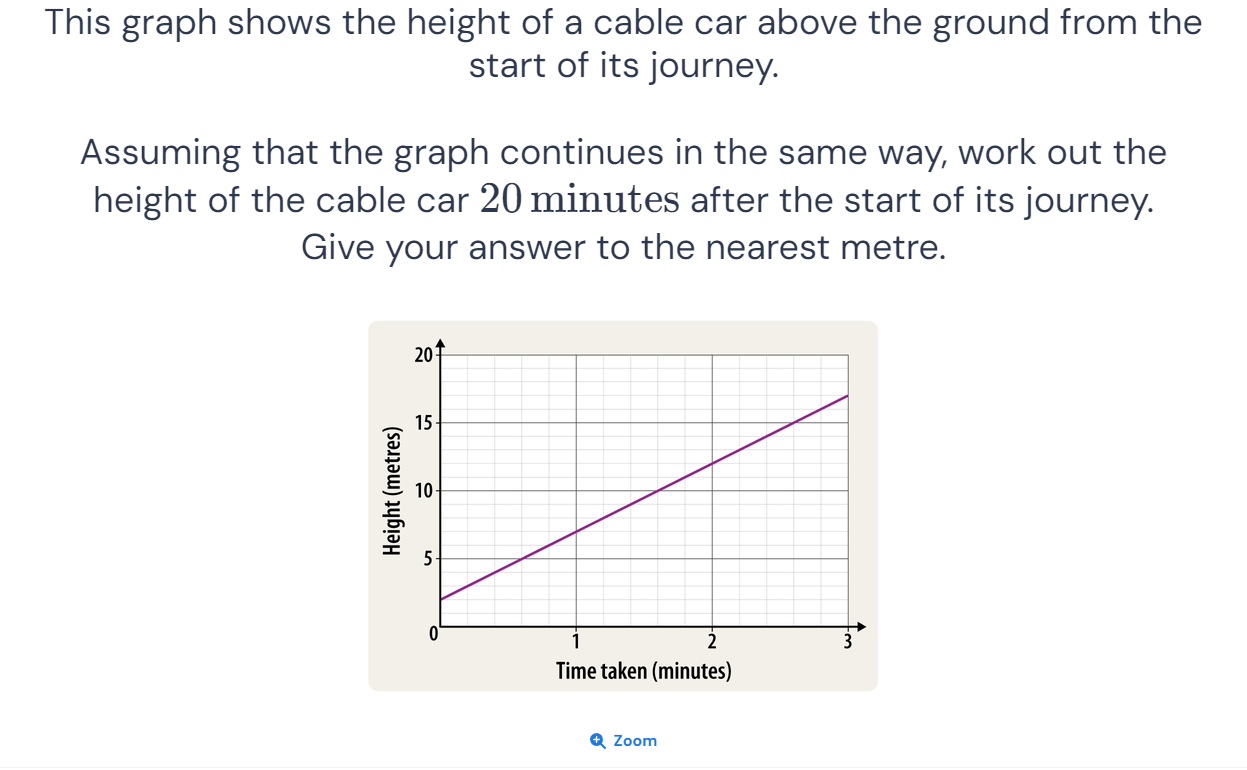 This graph shows the height of a cable car above the ground from the
start of its journey.
Assuming that the graph continues in the same way, work out the
height of the cable car 20 minutes after the start of its journey.
Give your answer to the nearest metre.
20
15
10
5
0
1 2 3
Height (metres)
Time taken (minutes)
Zoom